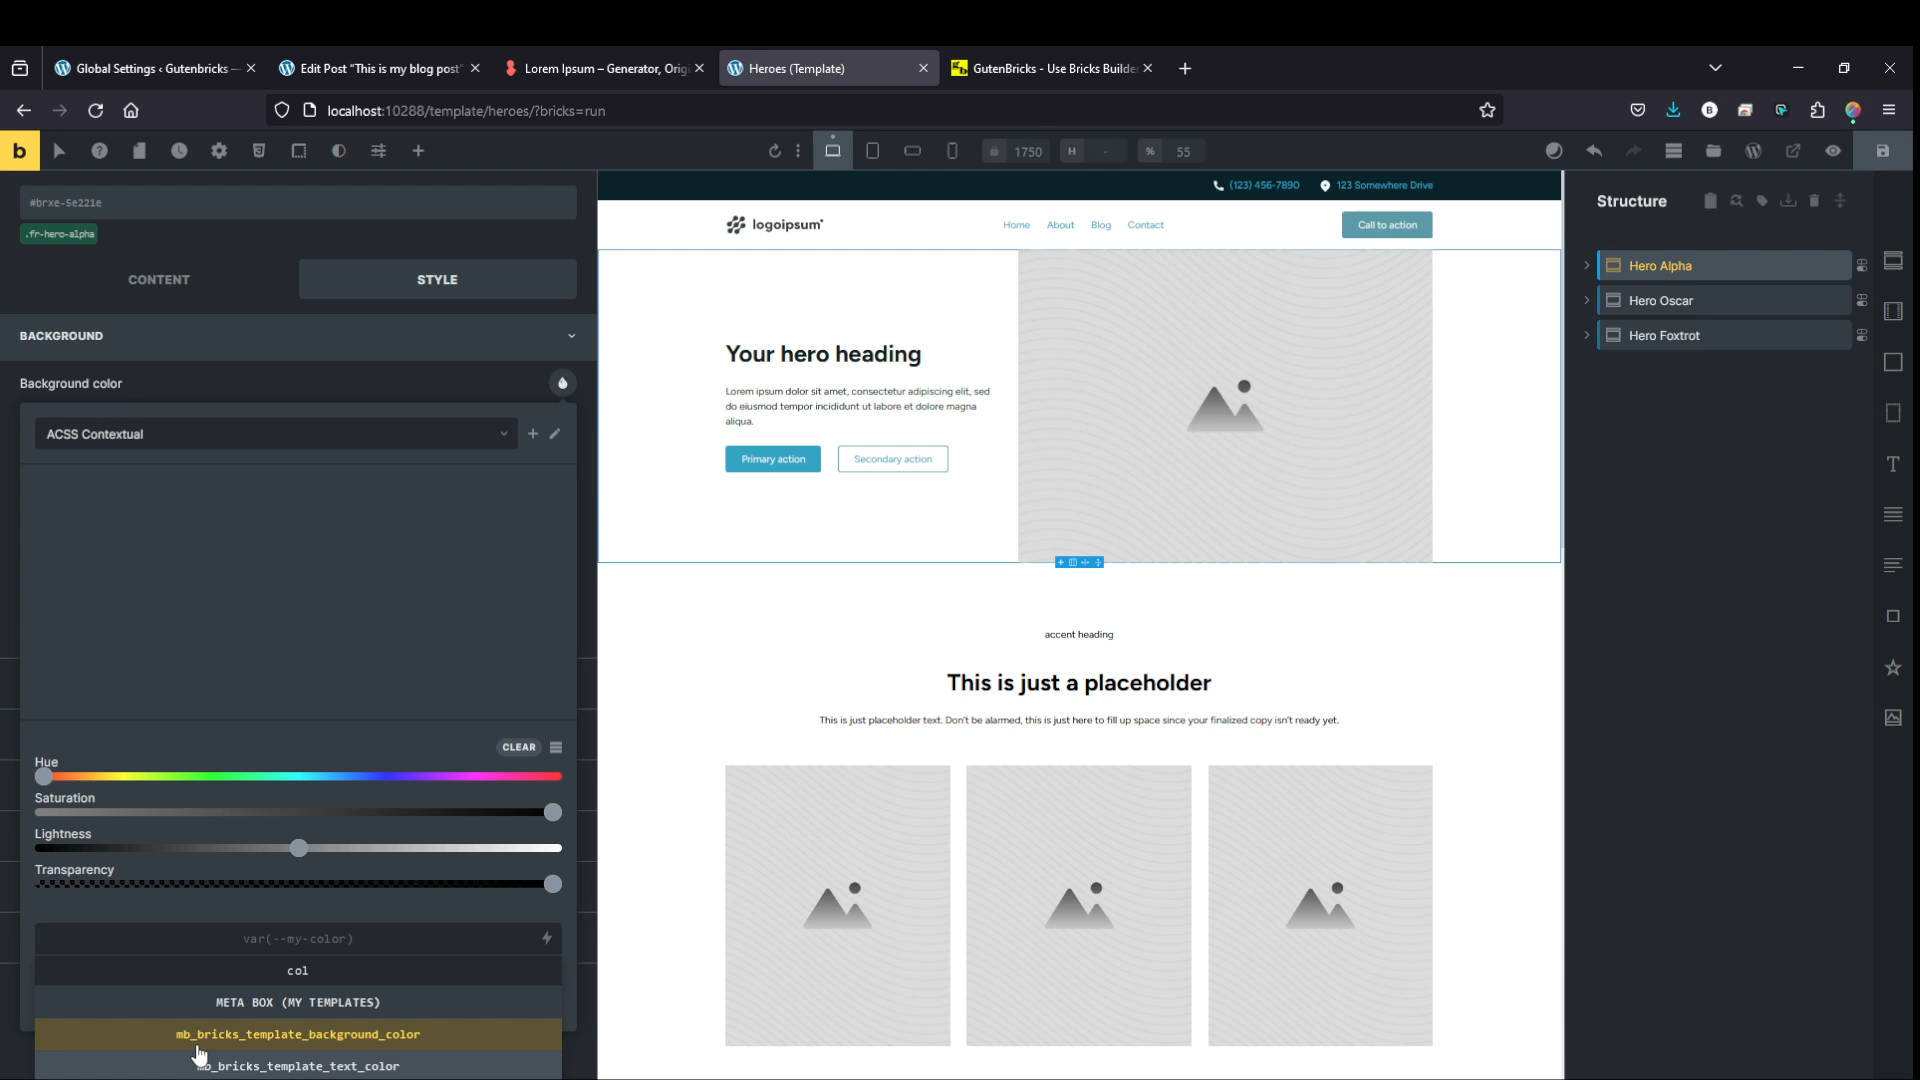 Global Settings ‹ Gutenbricks —
Edit Post "This is my blog post"
Lorem Ipsum – Generator, Origi
Heroes (Template)
GutenBricks - Use Bricks Builder
localhost:10288/template/heroes/?bricks=run
B
b
1750
H
-
%
55
#brxe-5e221e
.fr-hero-alpha
CONTENT
STYLE
BACKGROUND
Background color
ACSS Contextual
CLEAR
Hue
Saturation
Lightness
Transparency
var(--my-color)
col
META BOX (MY TEMPLATES)
mb_bricks_template_background_color
mb_bricks_template_text_color
(123) 456-7890
123 Somewhere Drive
logoipsum
Home
About
Blog
Contact
Call to action
Your hero heading
Lorem ipsum dolor sit amet, consectetur adipiscing elit, sed
do eiusmod tempor incididunt ut labore et dolore magna
aliqua.
Primary action
Secondary action
accent heading
This is just a placeholder
This is just placeholder text. Don't be alarmed, this is just here to fill up space since your finalized copy isn't ready yet.
Structure
Hero Alpha
Hero Oscar
Hero Foxtrot